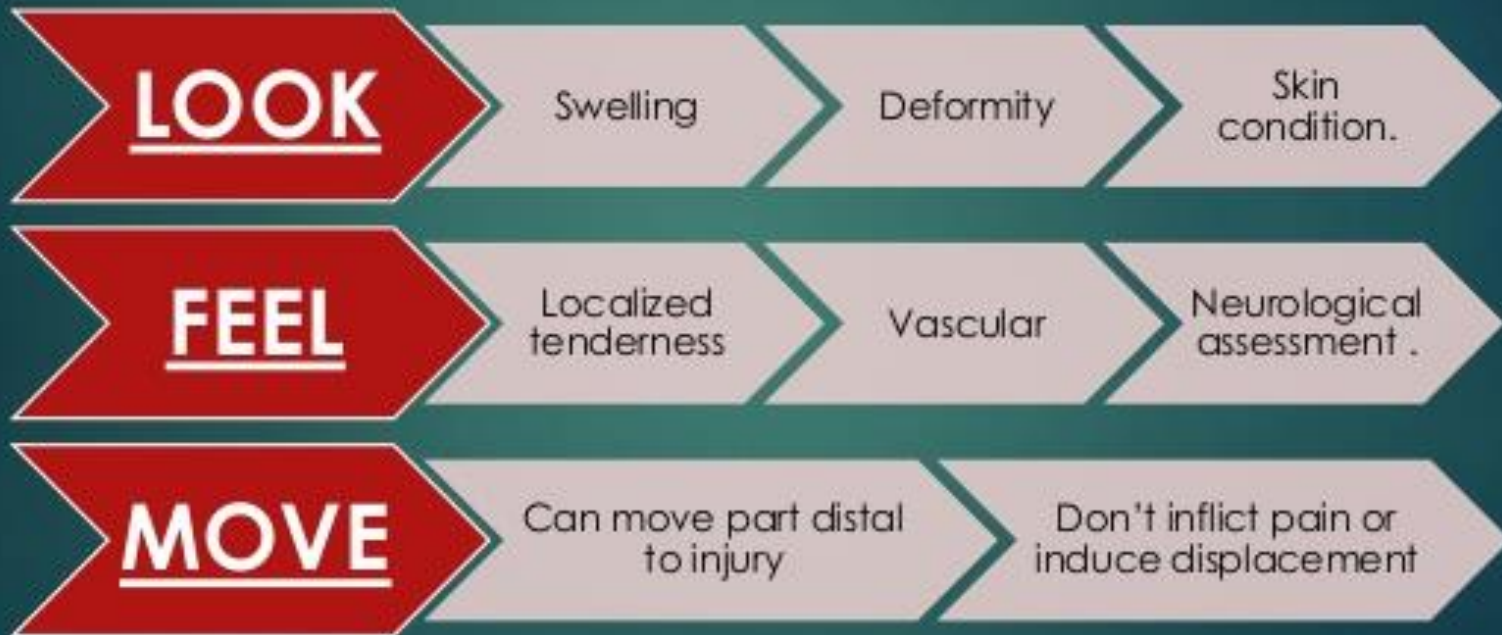 LOOK
Swelling
Deformity
Skin
condition.
FEEL
Localized
tenderness
Vascular
Neurological
assessment .
MOVE
Can move part distal
to injury
Don't inflict pain or
induce displacement